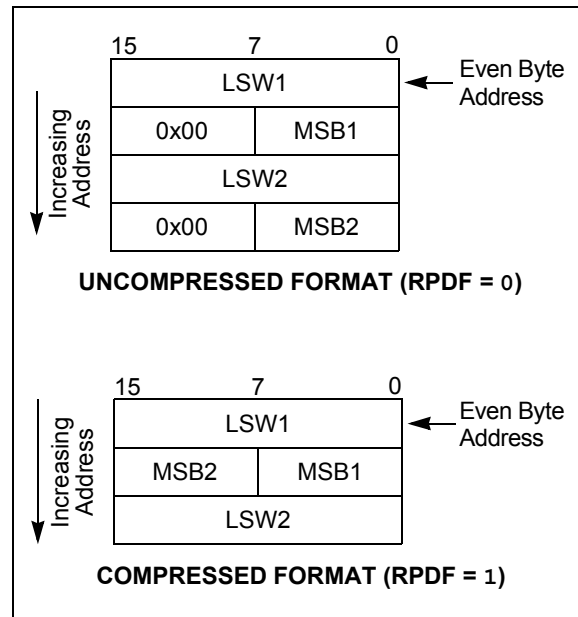 15 7 0
LSW1
Even Byte
Address
0x00 MSB1
LSW2
0x00 MSB2
Increasing
Address
UNCOMPRESSED FORMAT (RPDF = 0)
15 7 0
LSW1
Even Byte
Address
MSB2 MSB1
LSW2
Increasing
Address
COMPRESSED FORMAT (RPDF = 1)